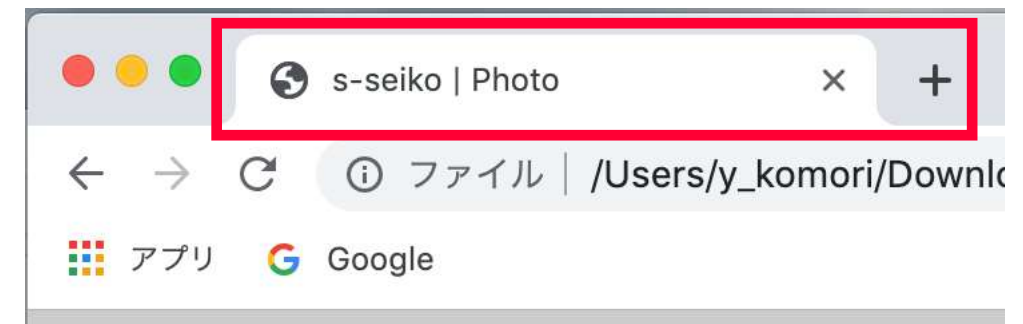 s-seiko | Photo
ファイル | /Users/y_komori/Downlo
アプリ Google